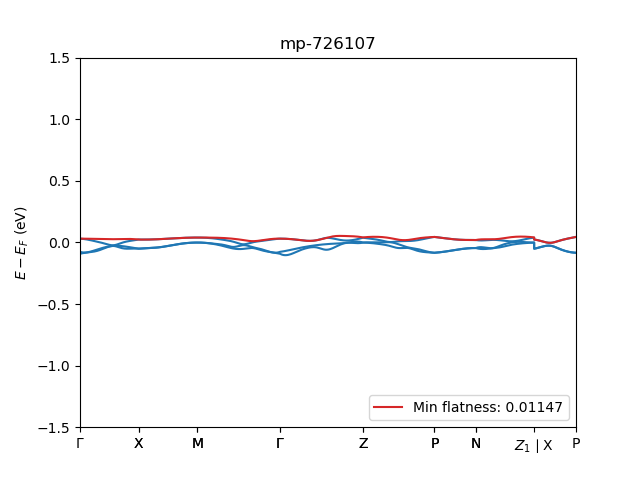 mp-726107
E − E_F (eV)
1.5
1.0
0.5
0.0
−0.5
−1.0
−1.5
Min flatness: 0.01147
Γ X M Γ Z P N Z₁ | X P